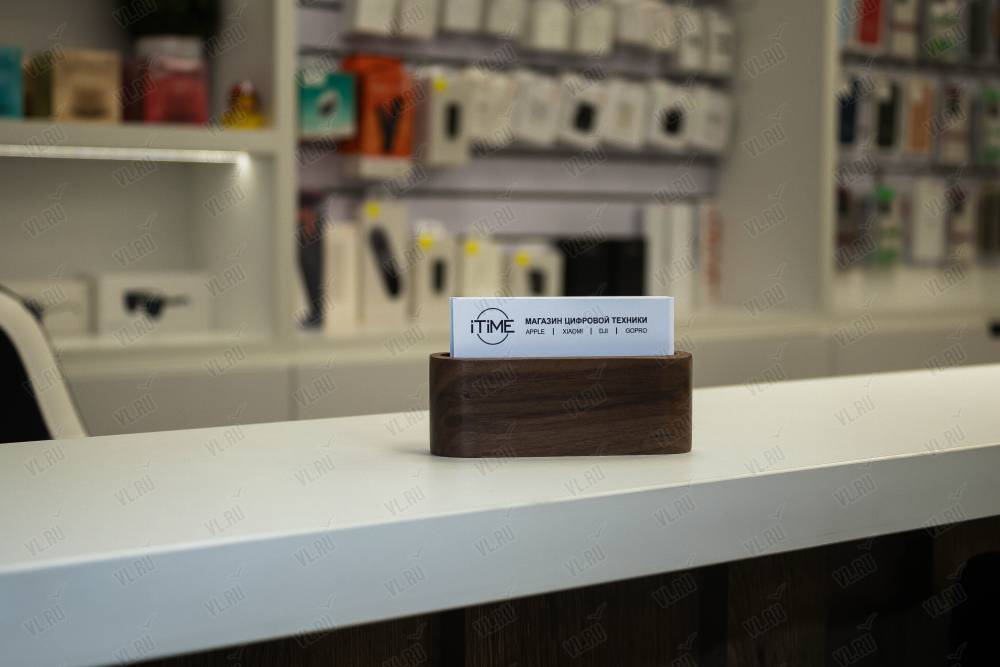 iTiME
МАГАЗИН ЦИФРОВОЙ ТЕХНИКИ
APPLE | XIAOMI | DJI | GOPRO
VL.RU